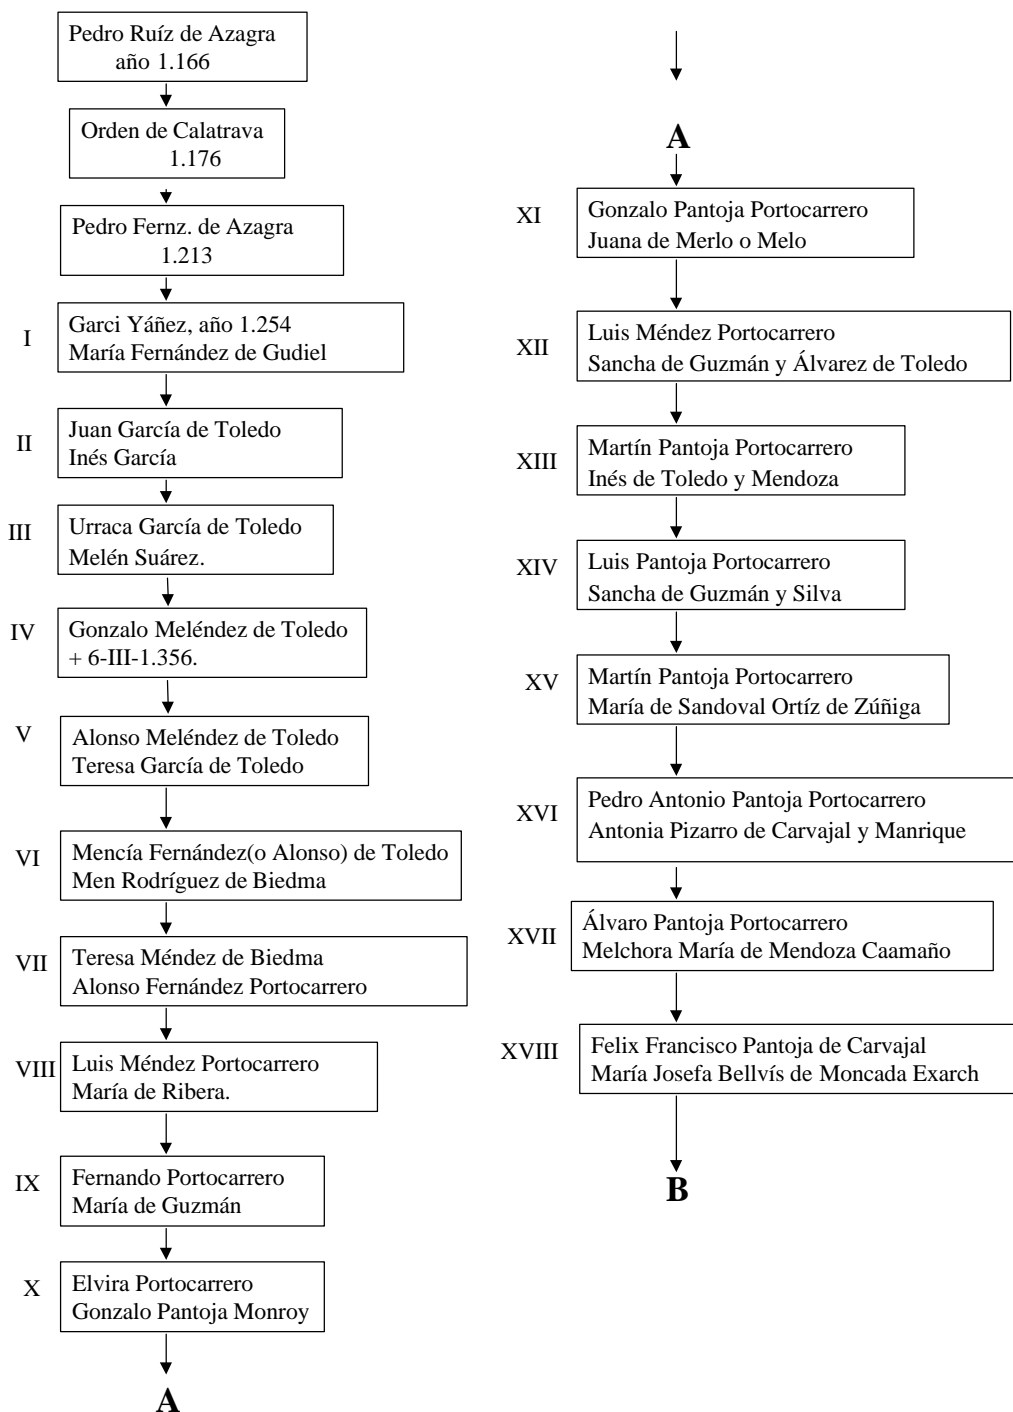 Pedro Ruíz de Azagra
año 1.166
Orden de Calatrava
1.176
Pedro Fernz. de Azagra
1.213
I
Garci Yáñez, año 1.254
María Fernández de Gudiel
II
Juan García de Toledo
Inés García
III
Urraca García de Toledo
Melén Suárez.
IV
Gonzalo Meléndez de Toledo
+ 6-III-1.356.
V
Alonso Meléndez de Toledo
Teresa García de Toledo
VI
Mencía Fernández(o Alonso) de Toledo
Men Rodríguez de Biedma
VII
Teresa Méndez de Biedma
Alonso Fernández Portocarrero
VIII
Luis Méndez Portocarrero
María de Ribera.
IX
Fernando Portocarrero
María de Guzmán
X
Elvira Portocarrero
Gonzalo Pantoja Monroy
A
A
XI
Gonzalo Pantoja Portocarrero
Juana de Merlo o Melo
XII
Luis Méndez Portocarrero
Sancha de Guzmán y Álvarez de Toledo
XIII
Martín Pantoja Portocarrero
Inés de Toledo y Mendoza
XIV
Luis Pantoja Portocarrero
Sancha de Guzmán y Silva
XV
Martín Pantoja Portocarrero
María de Sandoval Ortíz de Zúñiga
XVI
Pedro Antonio Pantoja Portocarrero
Antonia Pizarro de Carvajal y Manrique
XVII
Álvaro Pantoja Portocarrero
Melchora María de Mendoza Caamaño
XVIII
Felix Francisco Pantoja de Carvajal
María Josefa Bellvís de Moncada Exarch
B